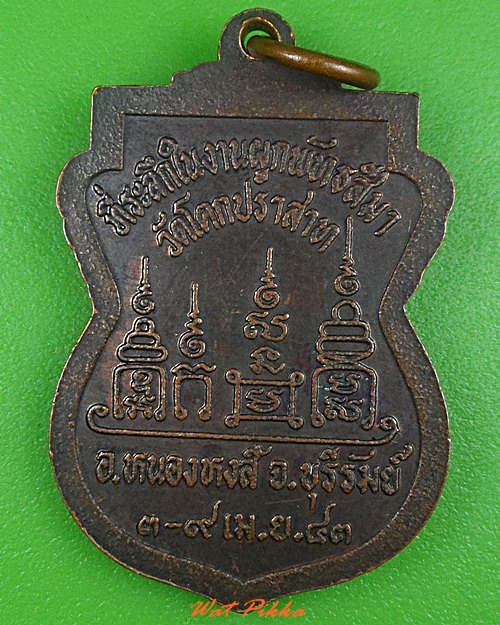 ที่ระลึกในงานผูกพัทธสีมา
วัดโคกปราสาท
อ.หนองหงส์ จ.บุรีรัมย์
๓-๙ เม.ย.๔๓
Wat Pikka